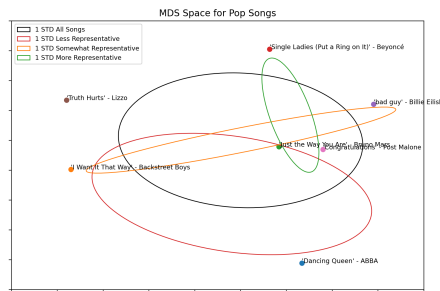 MDS Space for Pop Songs
1 STD All Songs
1 STD Less Representative
1 STD Somewhat Representative
1 STD More Representative
'Single Ladies (Put a Ring on It)' - Beyoncé
'Truth Hurts' - Lizzo
'bad guy' - Billie Eilish
'Just the Way You Are' - Bruno Mars
'Congratulations' - Post Malone
'I Want It That Way' - Backstreet Boys
'Dancing Queen' - ABBA